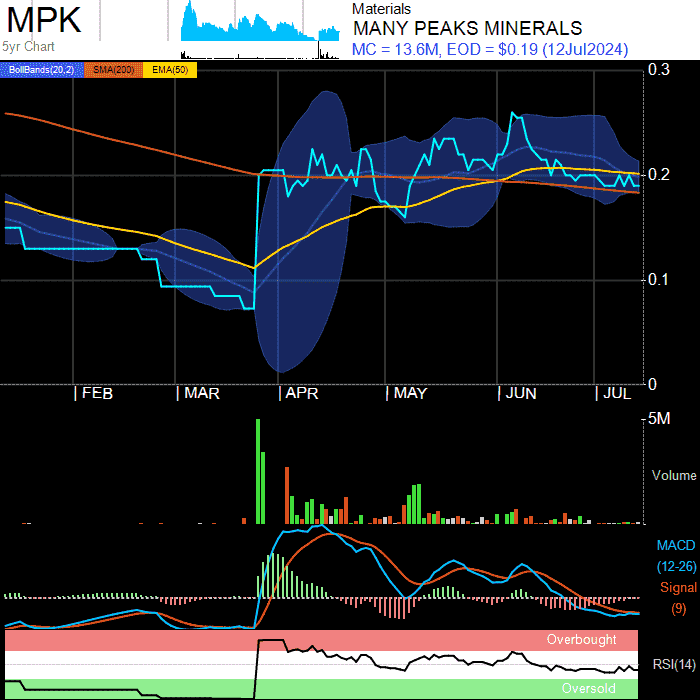 MPK
5yr Chart
Materials
MANY PEAKS MINERALS
MC = 13.6M, EOD = $0.19 (12Jul2024)
BollBands(20,2) SMA(200) EMA(50)
0.3
0.2
0.1
0
FEB MAR APR MAY JUN JUL
5M
Volume
MACD
(12-26)
Signal
(9)
Overbought
RSI(14)
Oversold